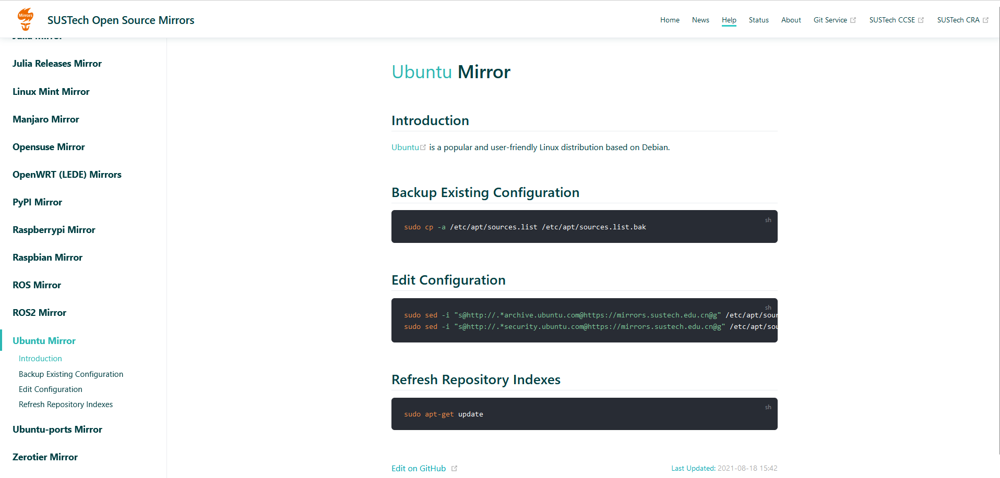 Mirrors
SUSTech Open Source Mirrors
Home News Help Status About Git Service SUSTech CCSE SUSTech CRA
Julia Mirror
Julia Releases Mirror
Linux Mint Mirror
Manjaro Mirror
Opensuse Mirror
OpenWRT (LEDE) Mirrors
PyPI Mirror
Raspberrypi Mirror
Raspbian Mirror
ROS Mirror
ROS2 Mirror
Ubuntu Mirror
Introduction
Backup Existing Configuration
Edit Configuration
Refresh Repository Indexes
Ubuntu-ports Mirror
Zerotier Mirror
Ubuntu Mirror
Introduction
Ubuntu is a popular and user-friendly Linux distribution based on Debian.
Backup Existing Configuration
sh
sudo cp -a /etc/apt/sources.list /etc/apt/sources.list.bak
Edit Configuration
sh
sudo sed -i "s@http://.*archive.ubuntu.com@https://mirrors.sustech.edu.cn@g" /etc/apt/sour
sudo sed -i "s@http://.*security.ubuntu.com@https://mirrors.sustech.edu.cn@g" /etc/apt/sou
Refresh Repository Indexes
sh
sudo apt-get update
Edit on GitHub
Last Updated: 2021-08-18 15:42